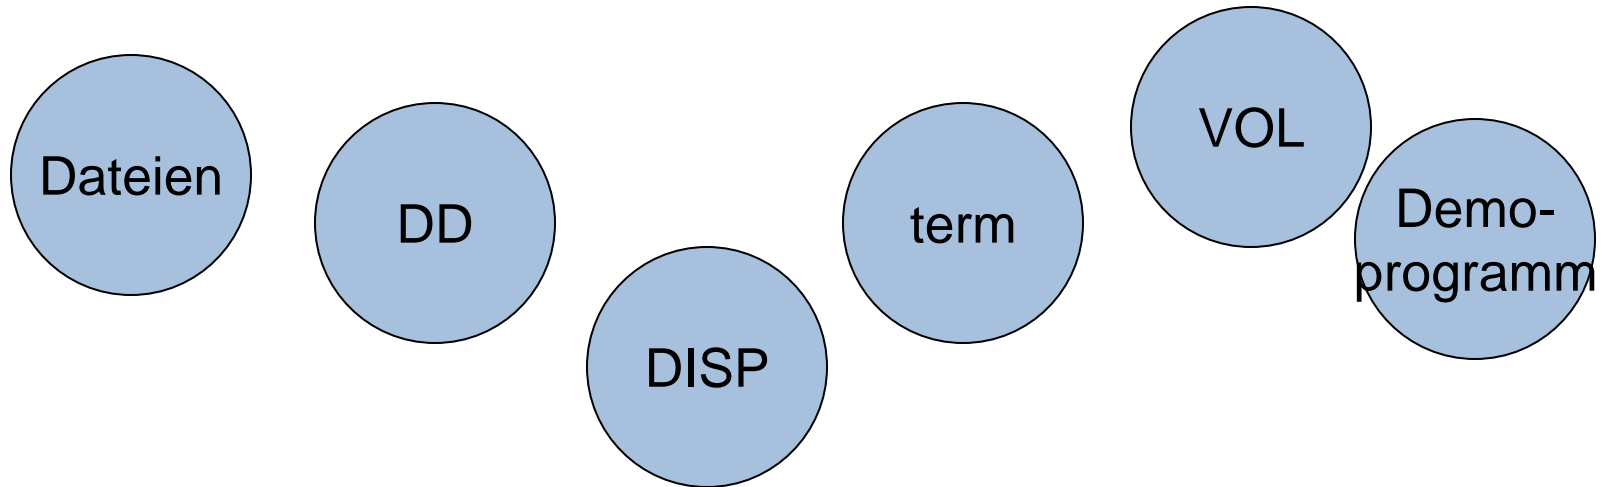 Dateien
DD
DISP
term
VOL
Demo-
programm